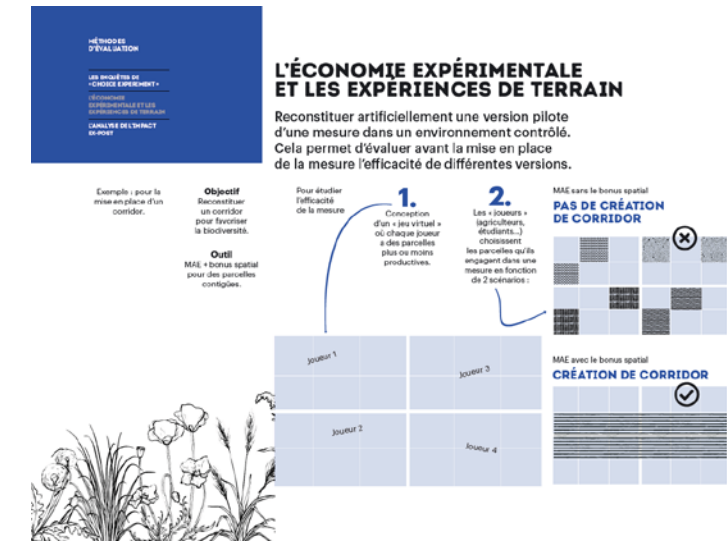 MÉTHODES
D'ÉVALUATION
LES ENQUÊTES DE
« CHOICE EXPERIMENT »
L'ÉCONOMIE
EXPÉRIMENTALE ET LES
EXPÉRIENCES DE TERRAIN
L'ANALYSE DE L'IMPACT
EX-POST
L'ÉCONOMIE EXPÉRIMENTALE
ET LES EXPÉRIENCES DE TERRAIN
Reconstituer artificiellement une version pilote
d'une mesure dans un environnement contrôlé.
Cela permet d'évaluer avant la mise en place
de la mesure l'efficacité de différentes versions.
Exemple : pour la
mise en place d'un
corridor.
Objectif
Reconstituer
un corridor
pour favoriser
la biodiversité.
Outil
MAE + bonus spatial
pour des parcelles
contigües.
Pour étudier
l'efficacité
de la mesure
1.
Conception
d'un « jeu virtuel »
où chaque joueur
a des parcelles
plus ou moins
productives.
2.
Les « joueurs »
(agriculteurs,
étudiants...)
choisissent
les parcelles qu'ils
engagent dans une
mesure en fonction
de 2 scénarios :
MAE sans le bonus spatial
PAS DE CRÉATION
DE CORRIDOR
Joueur 1
Joueur 3
Joueur 2
Joueur 4
MAE avec le bonus spatial
CRÉATION DE CORRIDOR